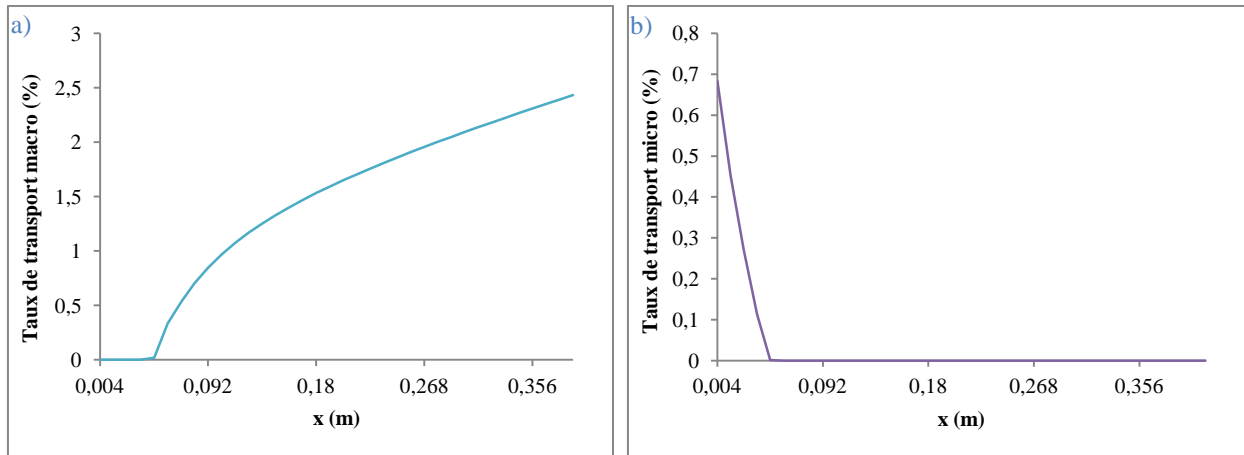 a)
Taux de transport macro (%)
3
2,5
2
1,5
1
0,5
0
0,004 0,092 0,18 0,268 0,356
x (m)
b)
Taux de transport micro (%)
0,8
0,7
0,6
0,5
0,4
0,3
0,2
0,1
0
0,004 0,092 0,18 0,268 0,356
x (m)